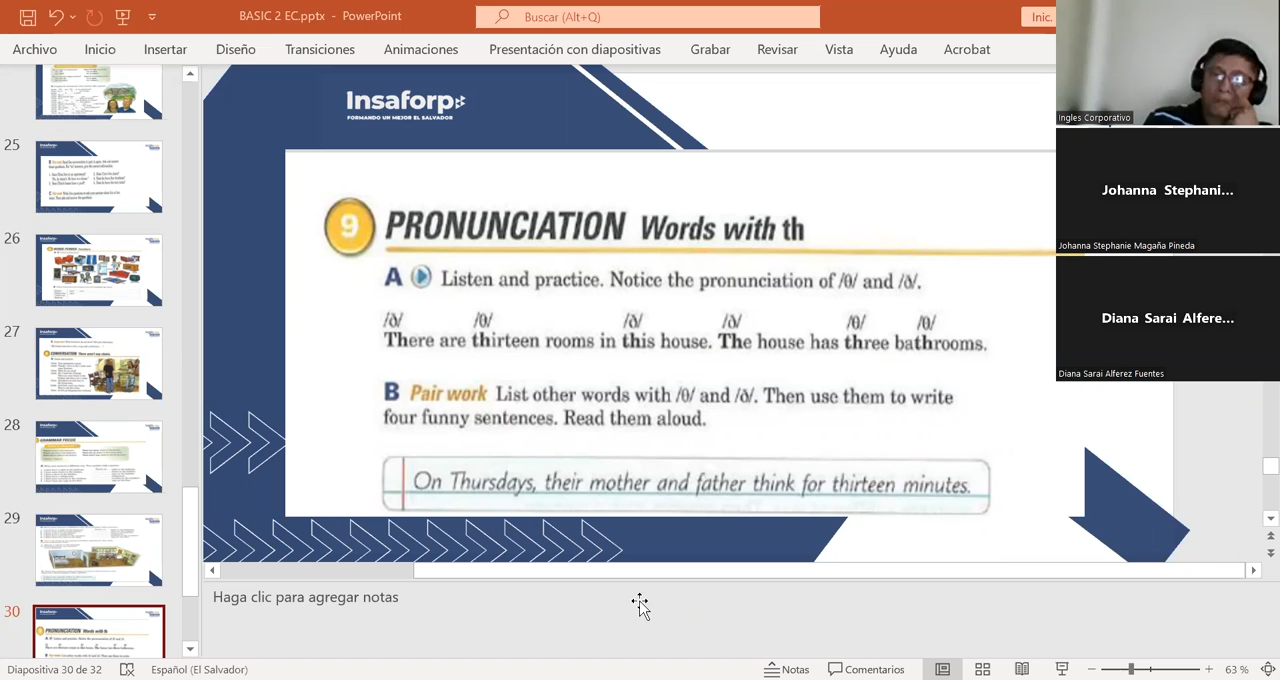 BASIC 2 EC.pptx - PowerPoint
Buscar (Alt+Q)
Inic.
Archivo Inicio Insertar Diseño Transiciones Animaciones Presentación con diapositivas Grabar Revisar Vista Ayuda Acrobat
Ingles Corporativo
Johanna Stephani...
Johanna Stephanie Magaña Pineda
Diana Sarai Alfere...
Diana Sarai Alferez Fuentes
25
26
27
28
29
30
Insaforp
FORMANDO UN MEJOR EL SALVADOR
9 PRONUNCIATION Words with th
A Listen and practice. Notice the pronunciation of /θ/ and /ð/.
/ð/ /θ/ /ð/ /ð/ /θ/ /θ/
There are thirteen rooms in this house. The house has three bathrooms.
B Pair work List other words with /θ/ and /ð/. Then use them to write
four funny sentences. Read them aloud.
On Thursdays, their mother and father think for thirteen minutes.
Haga clic para agregar notas
Diapositiva 30 de 32 Español (El Salvador) Notas Comentarios 63 %